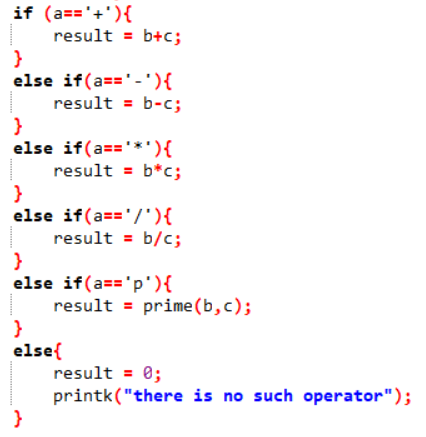 if (a=='+'){
    result = b+c;
}
else if(a=='-'){
    result = b-c;
}
else if(a=='*'){
    result = b*c;
}
else if(a=='/'){
    result = b/c;
}
else if(a=='p'){
    result = prime(b,c);
}
else{
    result = 0;
    printk("there is no such operator");
}